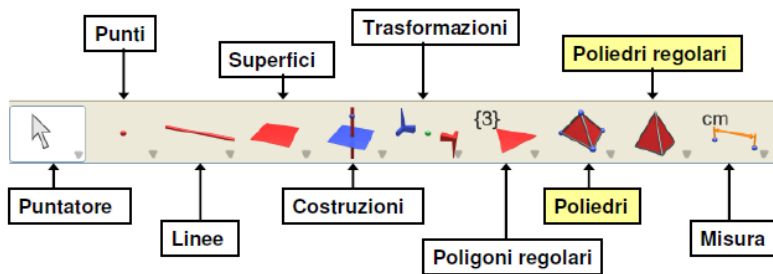 Punti
Superfici
Trasformazioni
Poliedri regolari
{3}
cm
Puntatore
Linee
Costruzioni
Poligoni regolari
Poliedri
Misura